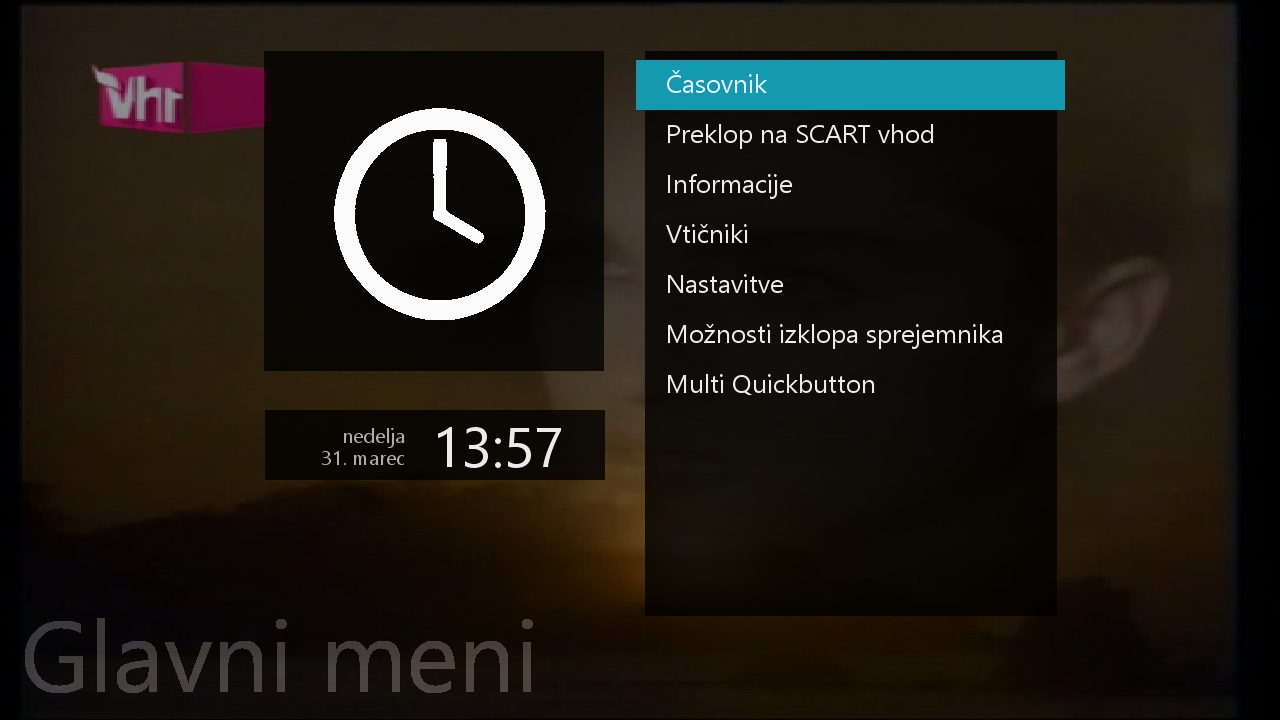 Časovnik
Preklop na SCART vhod
Informacije
Vtičniki
Nastavitve
Možnosti izklopa sprejemnika
Multi Quickbutton
nedelja
31. marec
13:57
Glavni meni